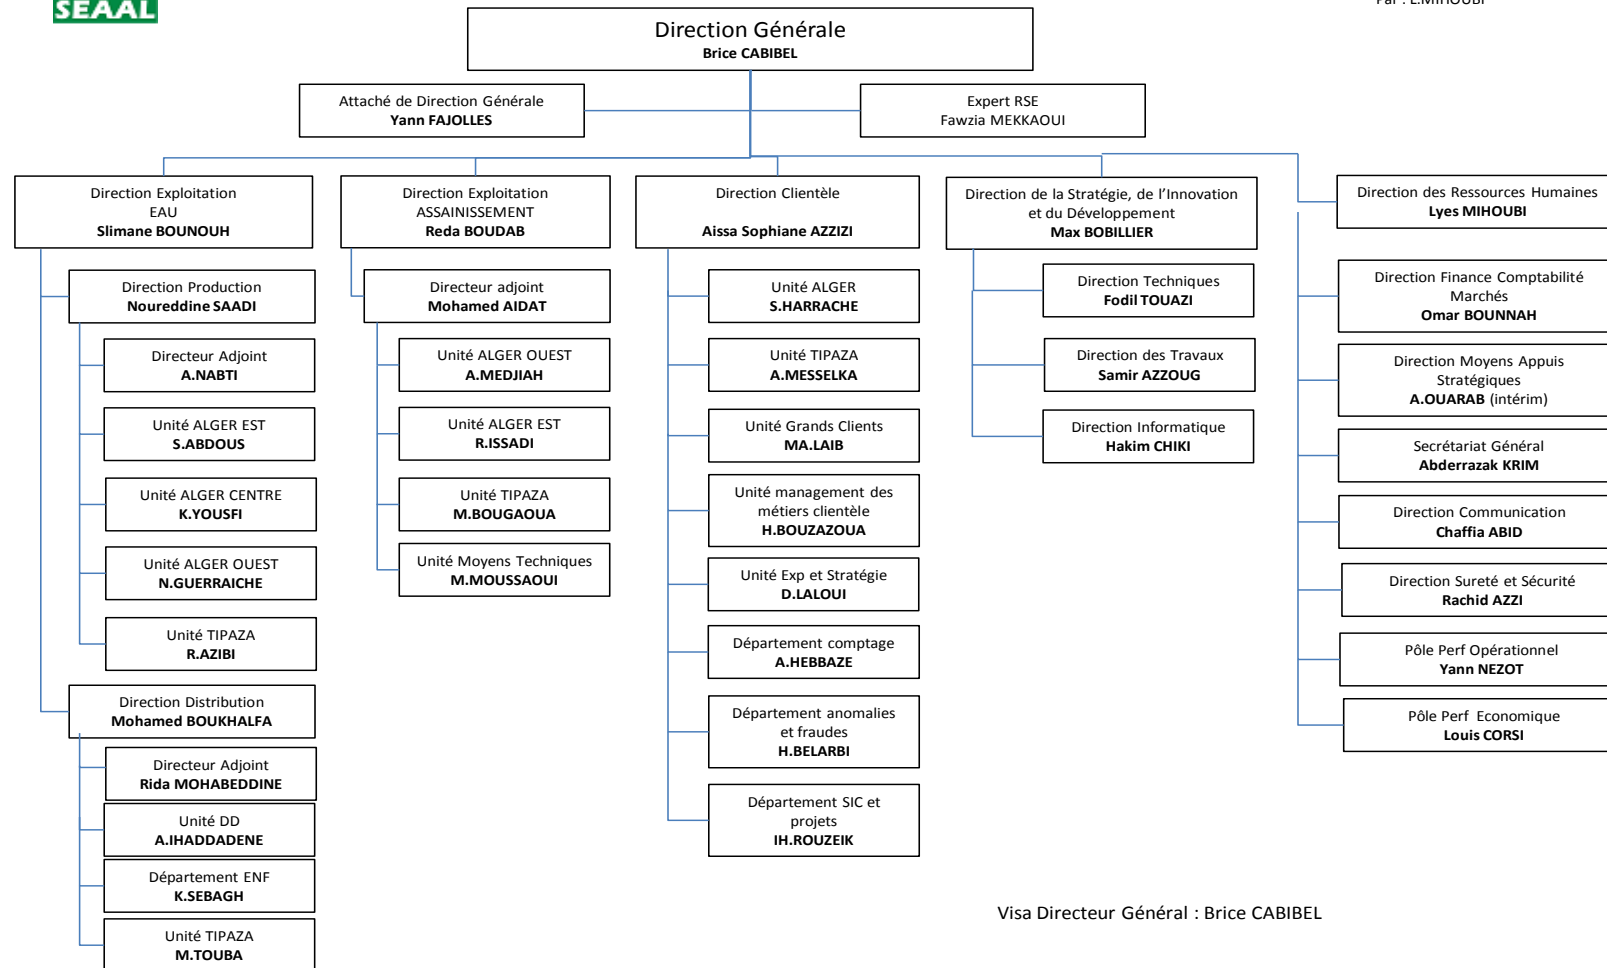 SEAAL
Par : L.MIHOUBI
Direction Générale
Brice CABIBEL
Attaché de Direction Générale
Yann FAJOLLES
Expert RSE
Fawzia MEKKAOUI
Direction Exploitation
EAU
Slimane BOUNOUH
Direction Production
Noureddine SAADI
Directeur Adjoint
A.NABTI
Unité ALGER EST
S.ABDOUS
Unité ALGER CENTRE
K.YOUSFI
Unité ALGER OUEST
N.GUERRAICHE
Unité TIPAZA
R.AZIBI
Direction Distribution
Mohamed BOUKHALFA
Directeur Adjoint
Rida MOHABEDDINE
Unité DD
A.IHADDADENE
Département ENF
K.SEBAGH
Unité TIPAZA
M.TOUBA
Direction Exploitation
ASSAINISSEMENT
Reda BOUDAB
Directeur adjoint
Mohamed AIDAT
Unité ALGER OUEST
A.MEDJIAH
Unité ALGER EST
R.ISSADI
Unité TIPAZA
M.BOUGAOUA
Unité Moyens Techniques
M.MOUSSAOUI
Direction Clientèle
Aissa Sophiane AZZIZI
Unité ALGER
S.HARRACHE
Unité TIPAZA
A.MESSELKA
Unité Grands Clients
MA.LAIB
Unité management des
métiers clientèle
H.BOUZAZOUA
Unité Exp et Stratégie
D.LALOUI
Département comptage
A.HEBBAZE
Département anomalies
et fraudes
H.BELARBI
Département SIC et
projets
IH.ROUZEIK
Direction de la Stratégie, de l’Innovation
et du Développement
Max BOBILLIER
Direction Techniques
Fodil TOUAZI
Direction des Travaux
Samir AZZOUG
Direction Informatique
Hakim CHIKI
Direction des Ressources Humaines
Lyes MIHOUBI
Direction Finance Comptabilité
Marchés
Omar BOUNNAH
Direction Moyens Appuis
Stratégiques
A.OUARAB (intérim)
Secrétariat Général
Abderrazak KRIM
Direction Communication
Chaffia ABID
Direction Sureté et Sécurité
Rachid AZZI
Pôle Perf Opérationnel
Yann NEZOT
Pôle Perf Economique
Louis CORSI
Visa Directeur Général : Brice CABIBEL